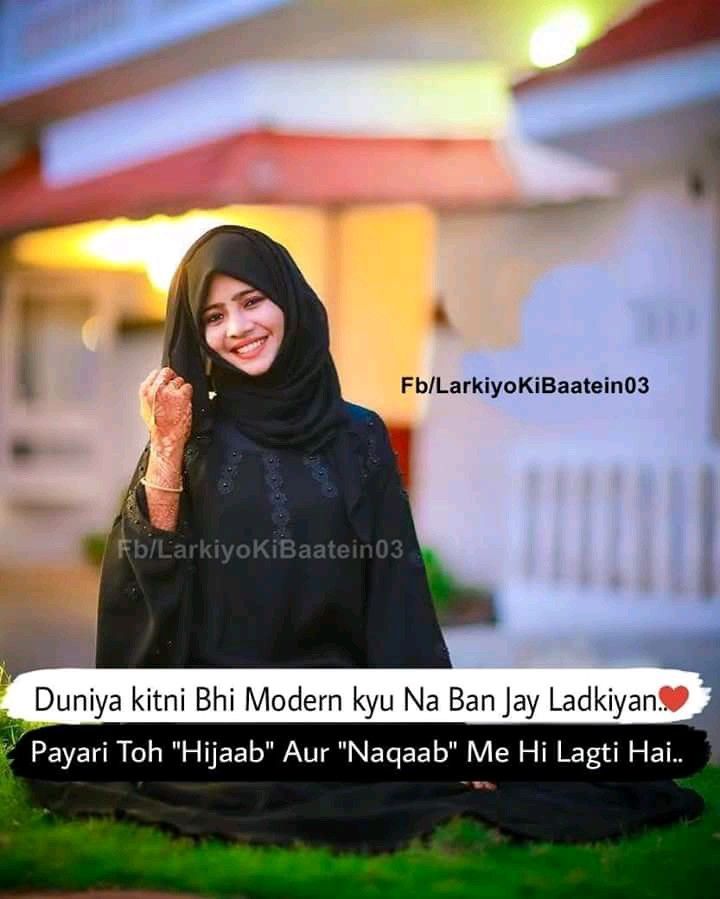 Fb/LarkiyoKiBaatein03
Fb/LarkiyoKiBaatein03
Duniya kitni Bhi Modern kyu Na Ban Jay Ladkiyan..❤️
Payari Toh "Hijaab" Aur "Naqaab" Me Hi Lagti Hai..